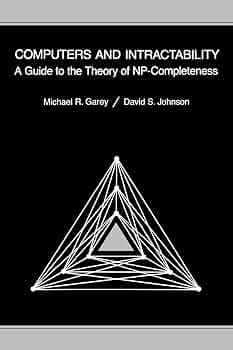 COMPUTERS AND INTRACTABILITY
A Guide to the Theory of NP-Completeness
Michael R. Garey / David S. Johnson